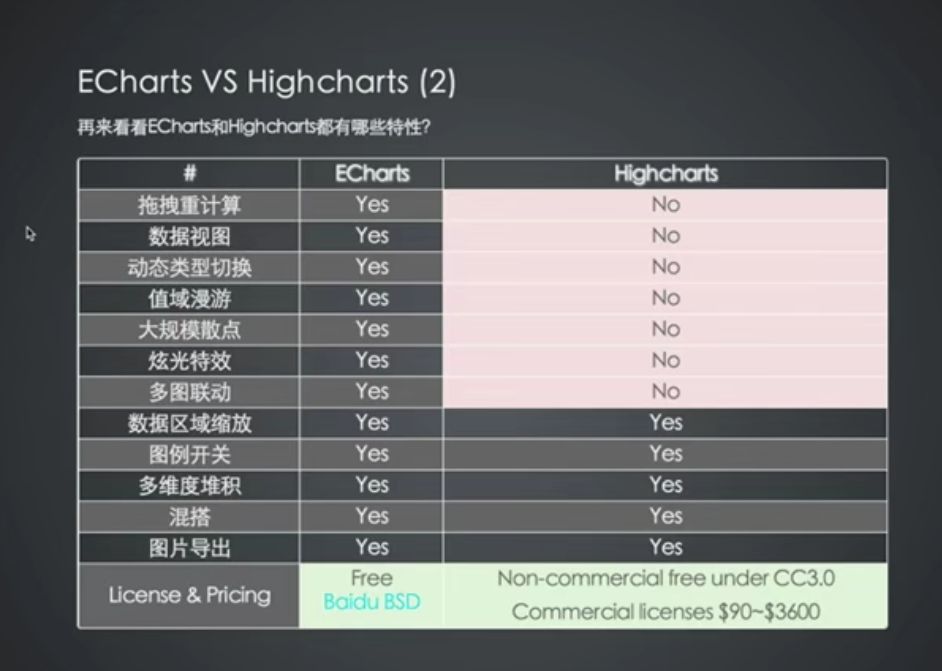 ECharts VS Highcharts (2)
再来看看ECharts和Highcharts都有哪些特性?
# ECharts Highcharts
拖拽重计算 Yes No
数据视图 Yes No
动态类型切换 Yes No
值域漫游 Yes No
大规模散点 Yes No
炫光特效 Yes No
多图联动 Yes No
数据区域缩放 Yes Yes
图例开关 Yes Yes
多维度堆积 Yes Yes
混搭 Yes Yes
图片导出 Yes Yes
License & Pricing
Free
Baidu BSD
Non-commercial free under CC3.0
Commercial licenses $90~$3600